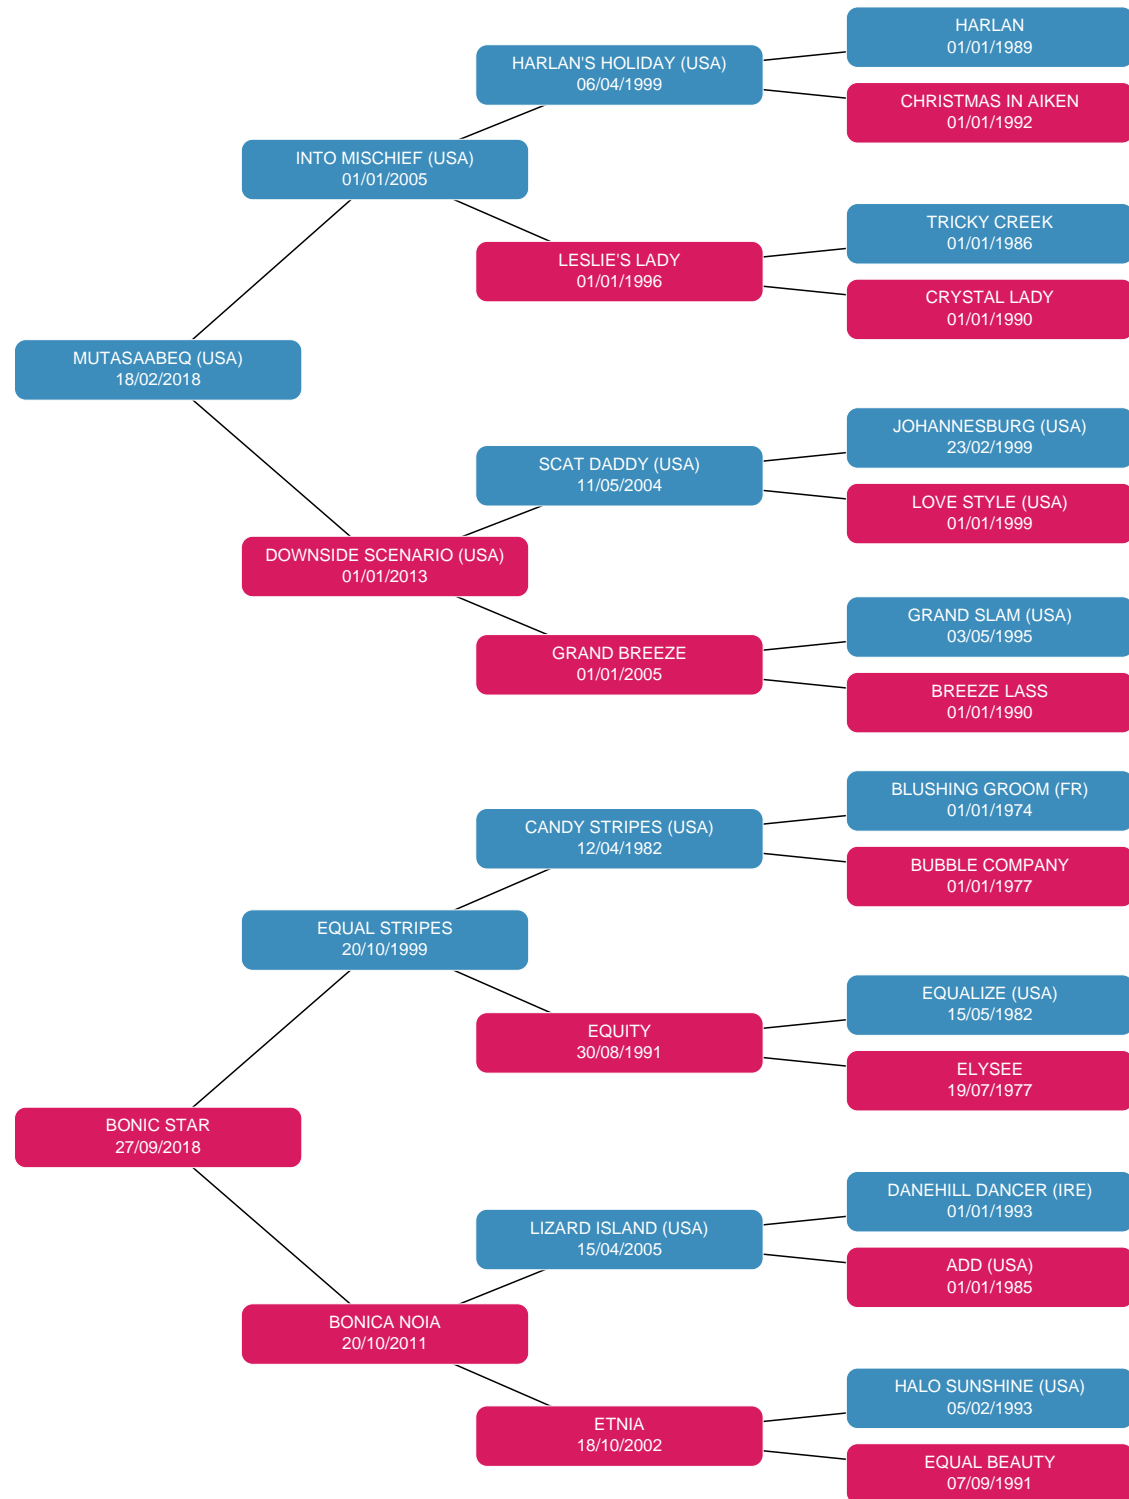 HARLAN
01/01/1989
HARLAN'S HOLIDAY (USA)
06/04/1999
CHRISTMAS IN AIKEN
01/01/1992
INTO MISCHIEF (USA)
01/01/2005
TRICKY CREEK
01/01/1986
LESLIE'S LADY
01/01/1996
CRYSTAL LADY
01/01/1990
MUTASAABEQ (USA)
18/02/2018
JOHANNESBURG (USA)
23/02/1999
SCAT DADDY (USA)
11/05/2004
LOVE STYLE (USA)
01/01/1999
DOWNSIDE SCENARIO (USA)
01/01/2013
GRAND SLAM (USA)
03/05/1995
GRAND BREEZE
01/01/2005
BREEZE LASS
01/01/1990
BLUSHING GROOM (FR)
01/01/1974
CANDY STRIPES (USA)
12/04/1982
BUBBLE COMPANY
01/01/1977
EQUAL STRIPES
20/10/1999
EQUALIZE (USA)
15/05/1982
EQUITY
30/08/1991
ELYSEE
19/07/1977
BONIC STAR
27/09/2018
DANEHILL DANCER (IRE)
01/01/1993
LIZARD ISLAND (USA)
15/04/2005
ADD (USA)
01/01/1985
BONICA NOIA
20/10/2011
HALO SUNSHINE (USA)
05/02/1993
ETNIA
18/10/2002
EQUAL BEAUTY
07/09/1991